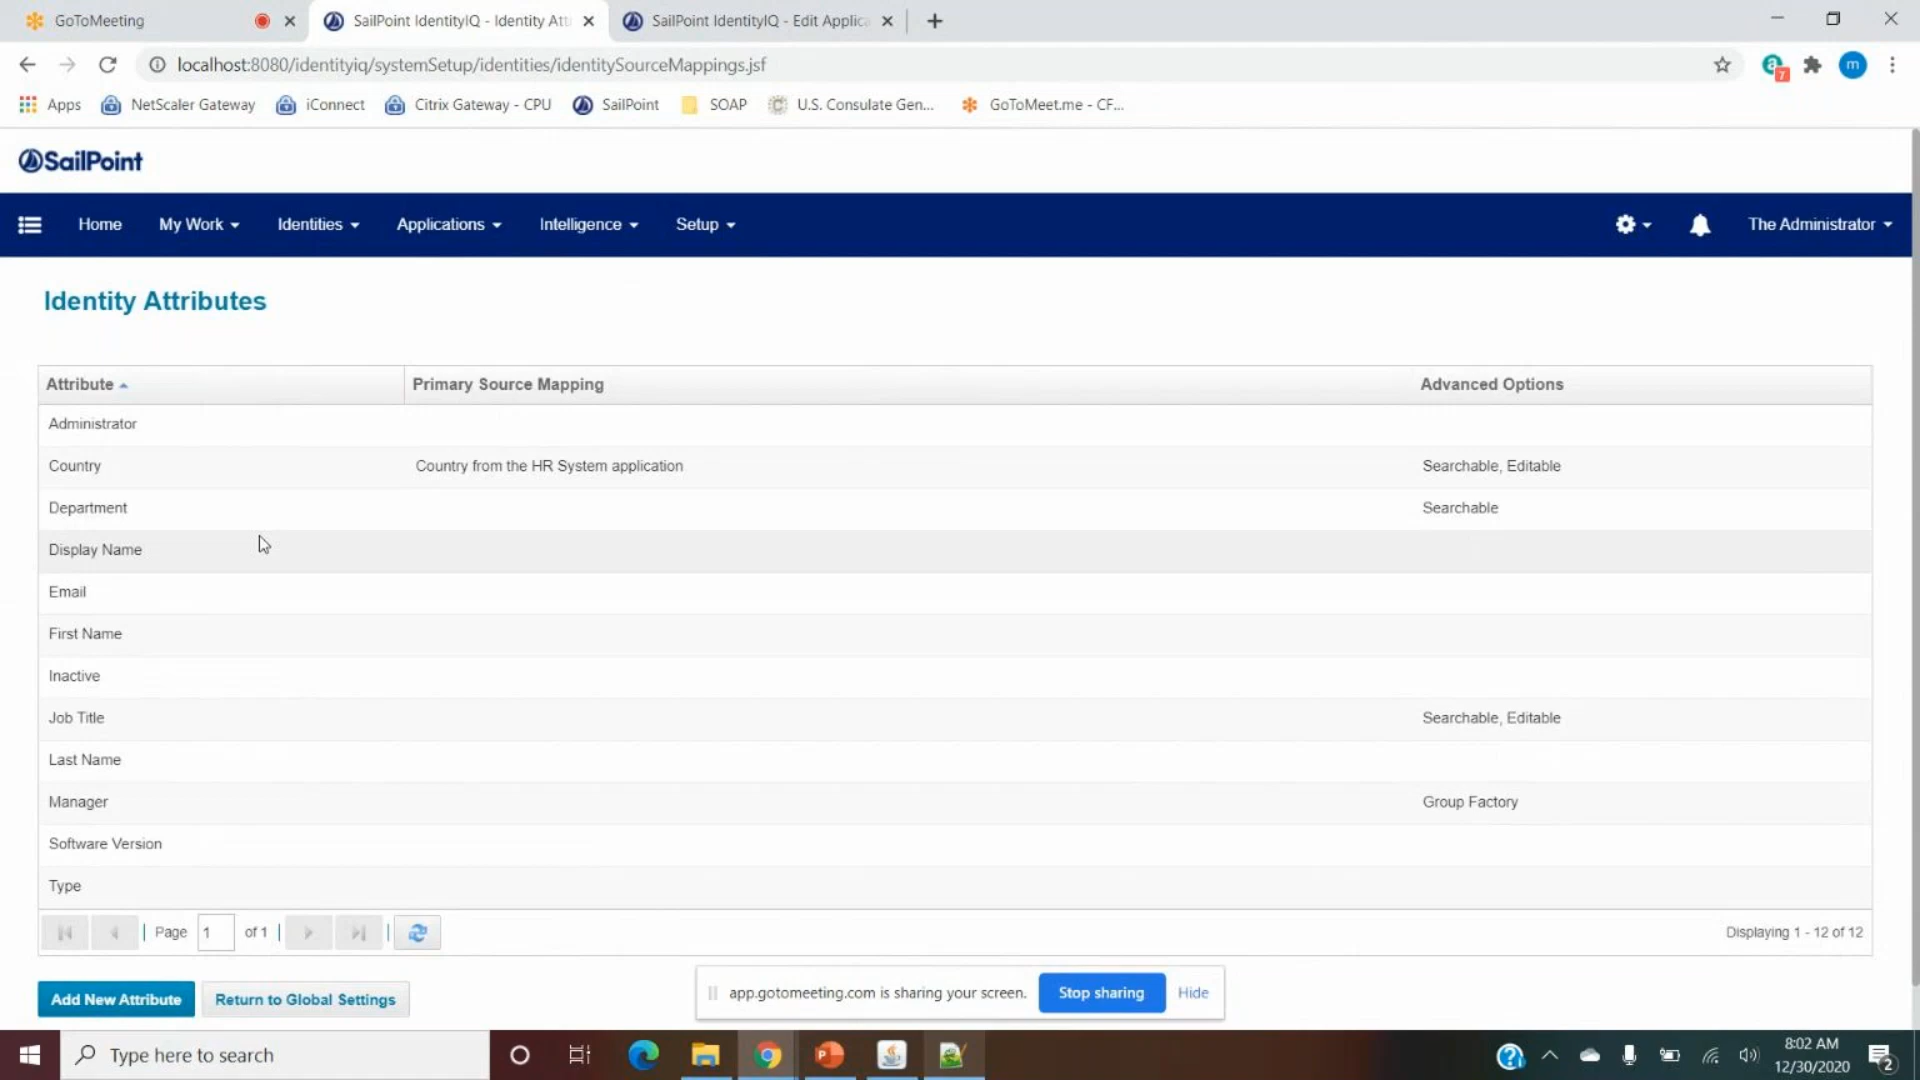 GoToMeeting
SailPoint IdentityIQ - Identity Att
SailPoint IdentityIQ - Edit Applica
localhost:8080/identityiq/systemSetup/identities/identitySourceMappings.jsf
a
7
m
Apps
NetScaler Gateway
iConnect
Citrix Gateway - CPU
SailPoint
SOAP
U.S. Consulate Gen...
GoToMeet.me - CF...
SailPoint
Home
My Work
Identities
Applications
Intelligence
Setup
The Administrator
Identity Attributes
Attribute Primary Source Mapping Advanced Options
Administrator
Country Country from the HR System application Searchable, Editable
Department Searchable
Display Name
Email
First Name
Inactive
Job Title Searchable, Editable
Last Name
Manager Group Factory
Software Version
Type
Page 1 of 1
Displaying 1 - 12 of 12
Add New Attribute
Return to Global Settings
app.gotomeeting.com is sharing your screen.
Stop sharing
Hide
Type here to search
8:02 AM
12/30/2020
2